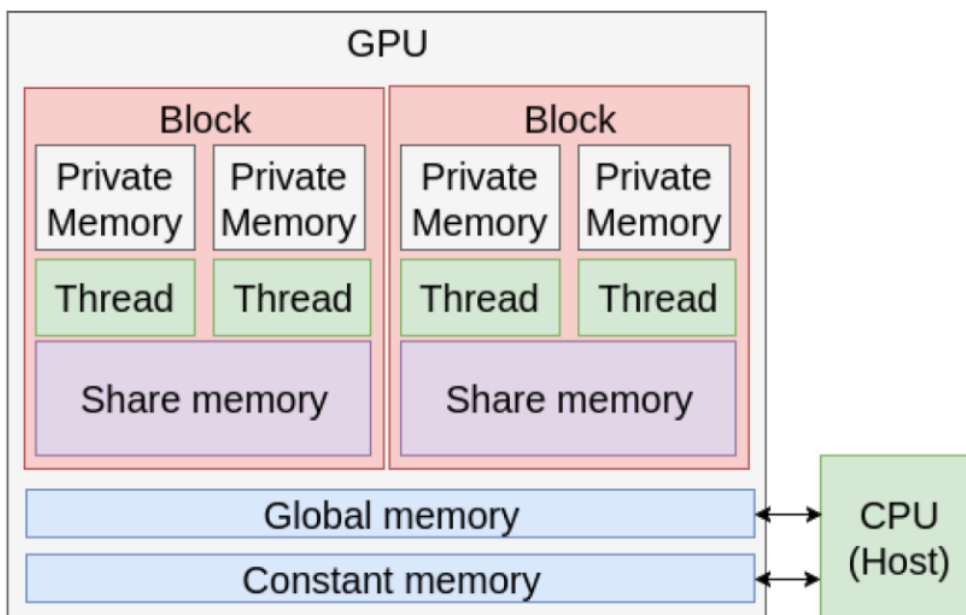 GPU
Block
Block
Private
Memory
Private
Memory
Private
Memory
Private
Memory
Thread
Thread
Thread
Thread
Share memory
Share memory
Global memory
Constant memory
CPU
(Host)